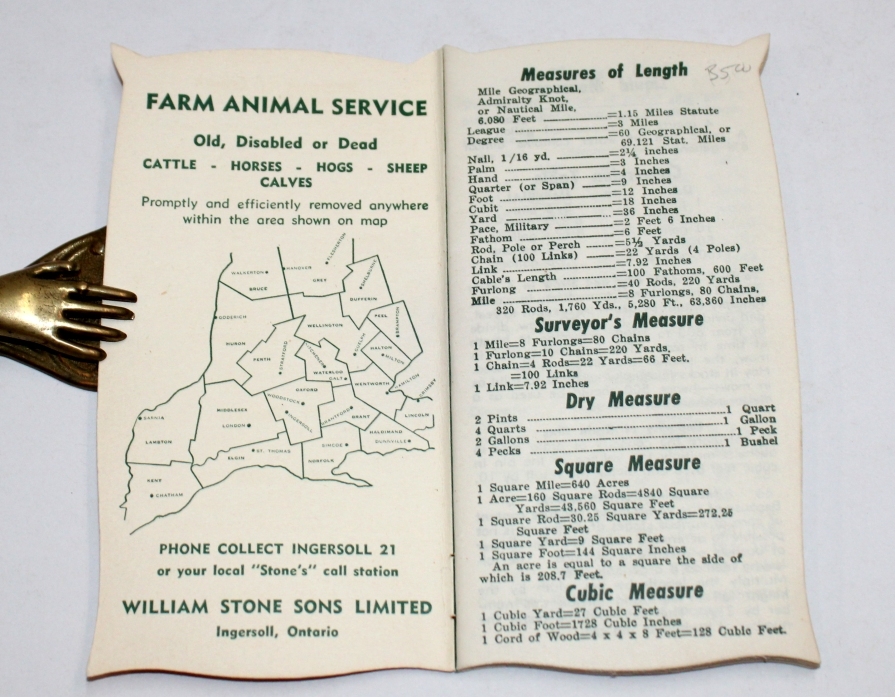 FARM ANIMAL SERVICE
Old, Disabled or Dead
CATTLE - HORSES - HOGS - SHEEP
CALVES
Promptly and efficiently removed anywhere
within the area shown on map
WALKERTON
HANOVER
BRUCE
GREY
DUFFERIN
GODERICH
WELLINGTON
PEEL
HURON
HALTON
MILTON
PERTH
STRATFORD
WATERLOO
GALT
WENTWORTH
HAMILTON
OXFORD
WOODSTOCK
INGERSOLL
BRANTFORD
BRANT
LINCOLN
SARNIA
MIDDLESEX
LONDON
HALDIMAND
DUNNVILLE
LAMBTON
SIMCOE
ST. THOMAS
ELGIN
NORFOLK
KENT
CHATHAM
PHONE COLLECT INGERSOLL 21
or your local "Stone's" call station
WILLIAM STONE SONS LIMITED
Ingersoll, Ontario
Measures of Length
Mile Geographical,
Admiralty Knot,
or Nautical Mile,
6,080 Feet =1.15 Miles Statute
League =3 Miles
Degree =60 Geographical, or
69.121 Stat. Miles
Nail, 1/16 yd. =2¼ inches
Palm =3 Inches
Hand =4 Inches
Quarter (or Span) =9 Inches
Foot =12 Inches
Cubit =18 Inches
Yard =36 Inches
Pace, Military =2 Feet 6 Inches
Fathom =6 Feet
Rod, Pole or Perch =5½ Yards
Chain (100 Links) =22 Yards (4 Poles)
Link =7.92 Inches
Cable's Length =100 Fathoms, 600 Feet
Furlong =40 Rods, 220 Yards
Mile =8 Furlongs, 80 Chains,
320 Rods, 1,760 Yds., 5,280 Ft., 63,360 Inches
Surveyor's Measure
1 Mile=8 Furlongs=80 Chains
1 Furlong=10 Chains=220 Yards,
1 Chain=4 Rods=22 Yards=66 Feet.
=100 Links
1 Link=7.92 Inches
Dry Measure
2 Pints 1 Quart
4 Quarts 1 Gallon
2 Gallons 1 Peck
4 Pecks 1 Bushel
Square Measure
1 Square Mile=640 Acres
1 Acre=160 Square Rods=4840 Square
Yards=43,560 Square Feet
1 Square Rod=30.25 Square Yards=272.25
Square Feet
1 Square Yard=9 Square Feet
1 Square Foot=144 Square Inches
An acre is equal to a square the side of
which is 208.7 Feet.
Cubic Measure
1 Cubic Yard=27 Cubic Feet
1 Cubic Foot=1728 Cubic Inches
1 Cord of Wood=4 x 4 x 8 Feet=128 Cubic Feet.